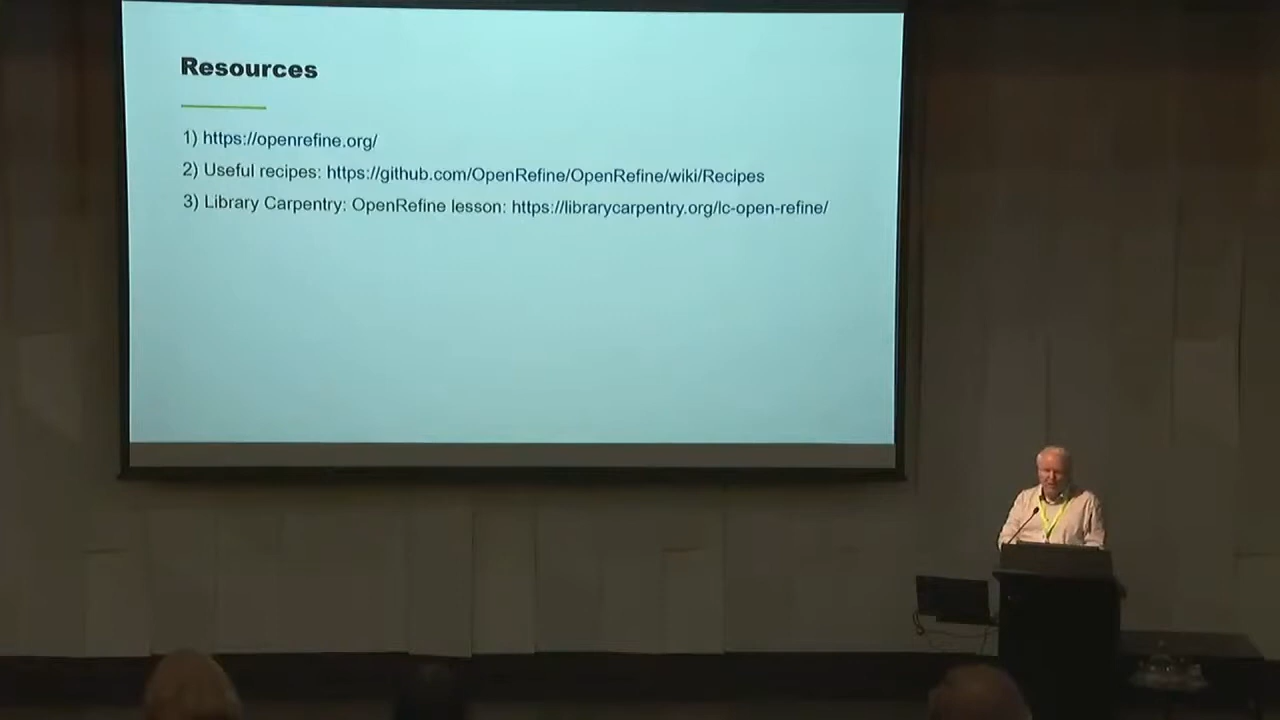 Resources
1) https://openrefine.org/
2) Useful recipes: https://github.com/OpenRefine/OpenRefine/wiki/Recipes
3) Library Carpentry: OpenRefine lesson: https://librarycarpentry.org/lc-open-refine/